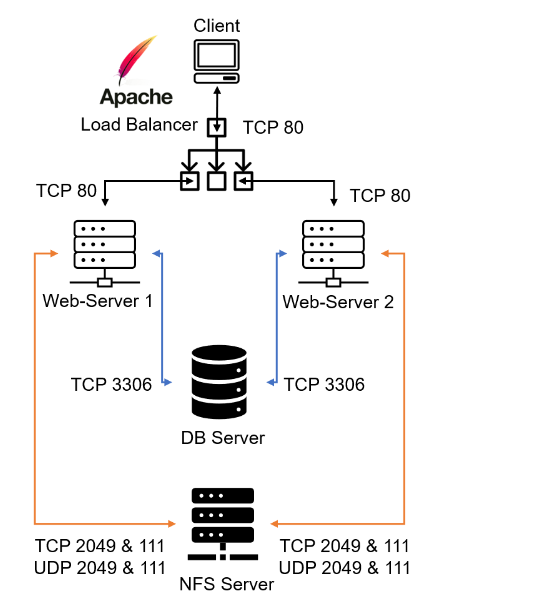 Client
Apache
Load Balancer
TCP 80
TCP 80
TCP 80
Web-Server 1
Web-Server 2
TCP 3306
TCP 3306
DB Server
TCP 2049 & 111
UDP 2049 & 111
TCP 2049 & 111
UDP 2049 & 111
NFS Server